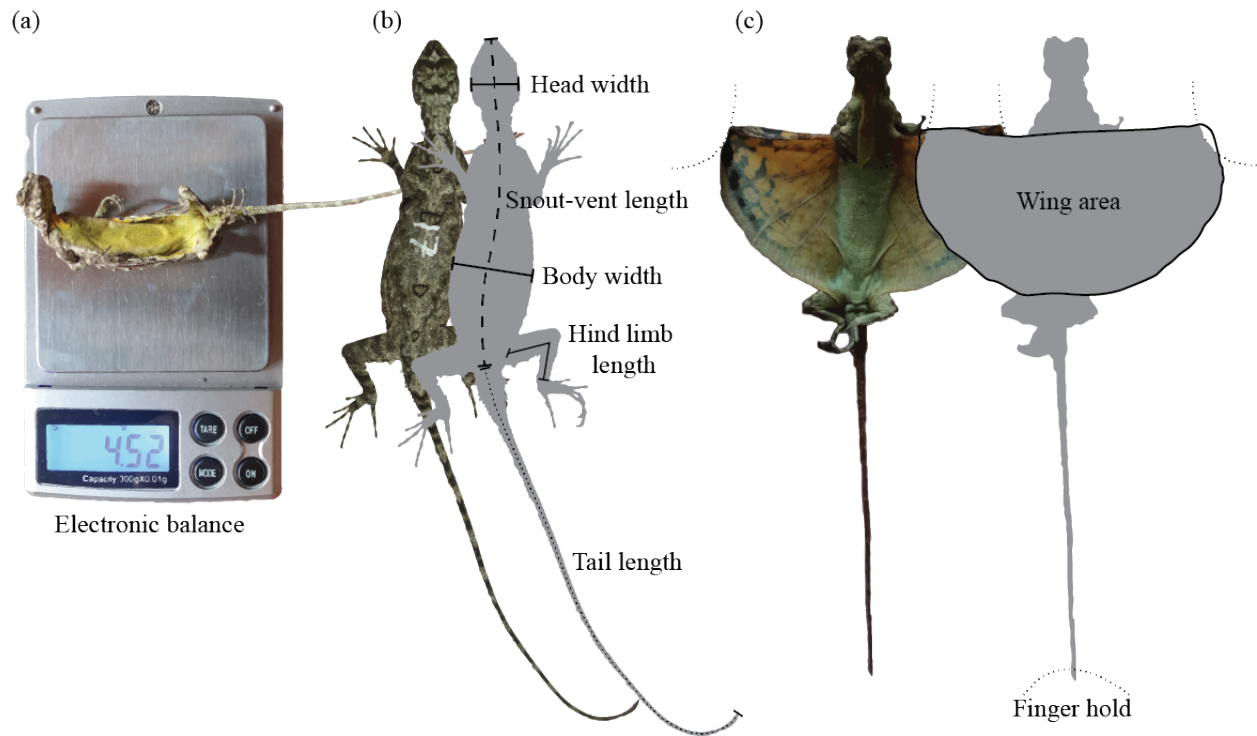 (a)
4.52
TARE
OFF
MODE
ON
Capacity 300gX0.01g
Electronic balance
(b)
Head width
Snout-vent length
17
Body width
Hind limb
length
Tail length
(c)
Wing area
Finger hold